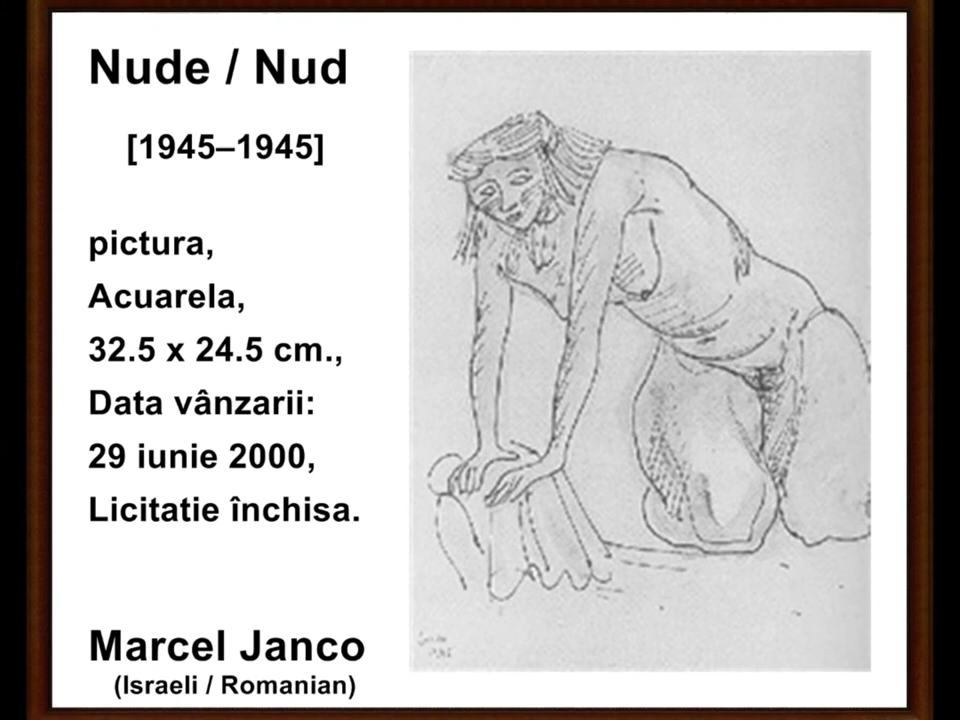 Nude / Nud
[1945–1945]
pictura,
Acuarela,
32.5 x 24.5 cm.,
Data vânzarii:
29 iunie 2000,
Licitatie închisa.
Marcel Janco
(Israeli / Romanian)